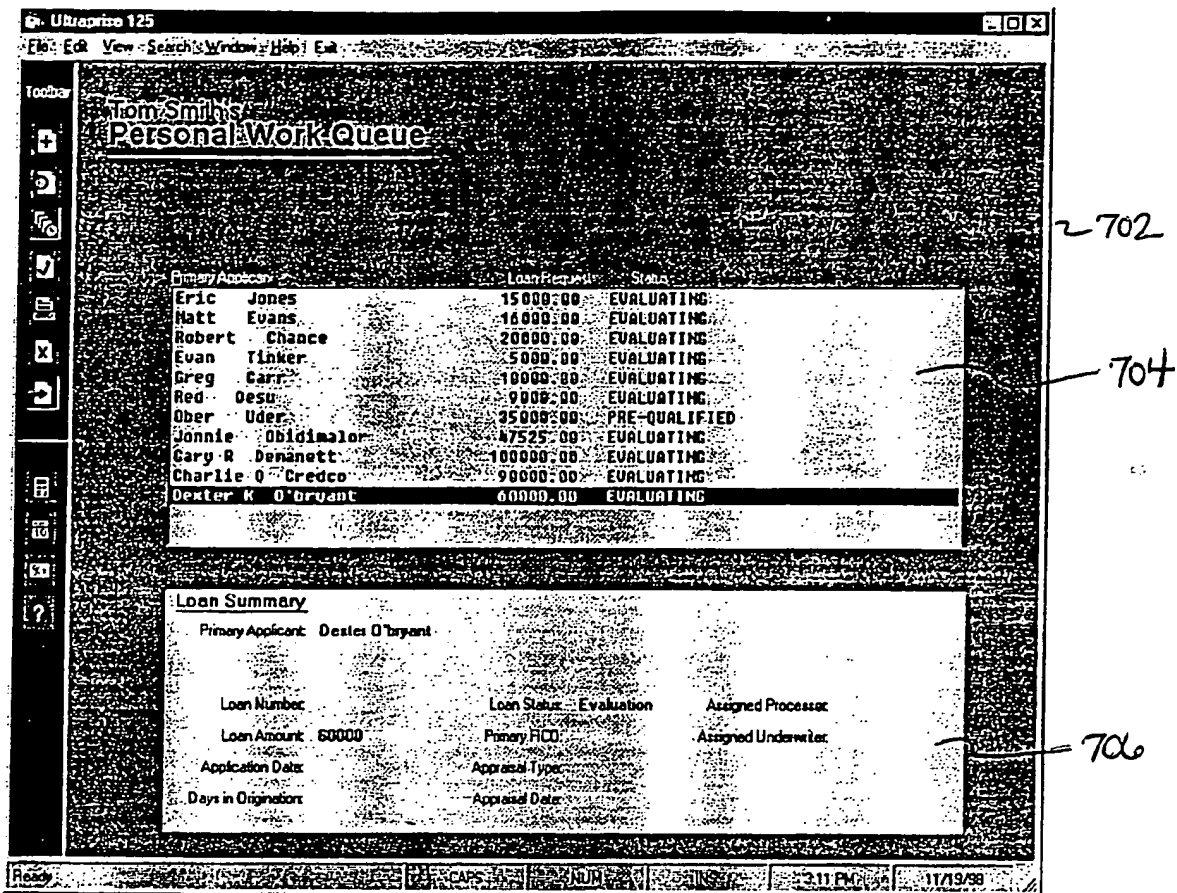 Ultraprise 125
File Edit View Search Window Help Exit
Toolbar
Tom Smith's
Personal Work Queue
702
Primary Applicant Loan Request Status
Eric Jones 15000.00 EVALUATING
Matt Evans 16000.00 EVALUATING
Robert Chance 20000.00 EVALUATING
Evan Tinker 5000.00 EVALUATING
Greg Carr 10000.00 EVALUATING
704
Red Desu 9000.00 EVALUATING
Ober Uder 35000.00 PRE-QUALIFIED
Jonnie Obidimalor 47525.00 EVALUATING
Gary R Demanett 100000.00 EVALUATING
Charlie Q Credco 90000.00 EVALUATING
Dexter K O'bryant 60000.00 EVALUATING
Loan Summary
Primary Applicant: Dexter O'bryant
Loan Number: Loan Status: Evaluation Assigned Processor:
Loan Amount: 60000 Primary FICO: Assigned Underwriter:
706
Application Date: Appraisal Type:
Days in Origination: Appraisal Date:
Ready CAPS NUM INS 3:11 PM 11/19/98